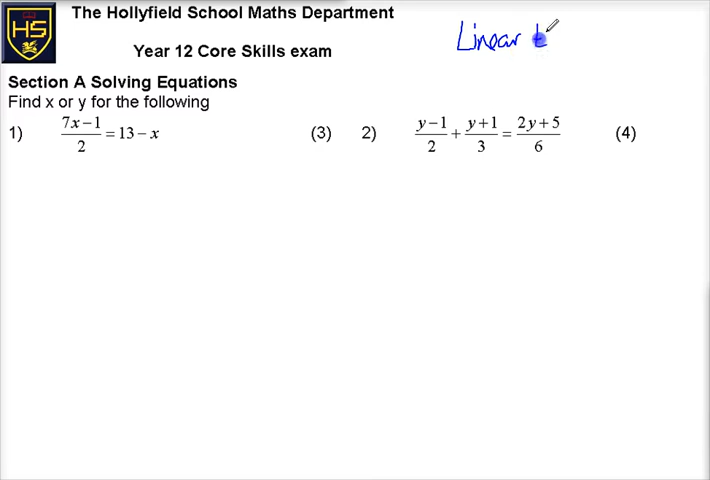 The Hollyfield School Maths Department
HS
Linear
Year 12 Core Skills exam
Section A Solving Equations
Find x or y for the following
1) (7x−1)/2 = 13 − x (3) 2) (y−1)/2 + (y+1)/3 = (2y+5)/6 (4)